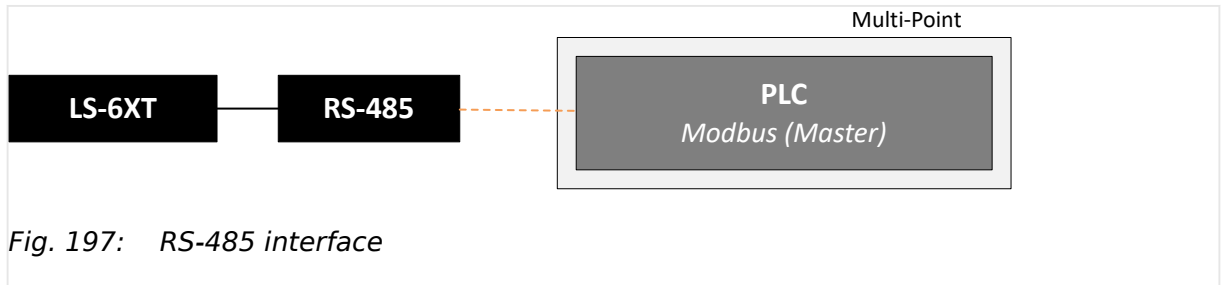 Multi-Point
LS-6XT
RS-485
PLC
Modbus (Master)
Fig. 197: RS-485 interface